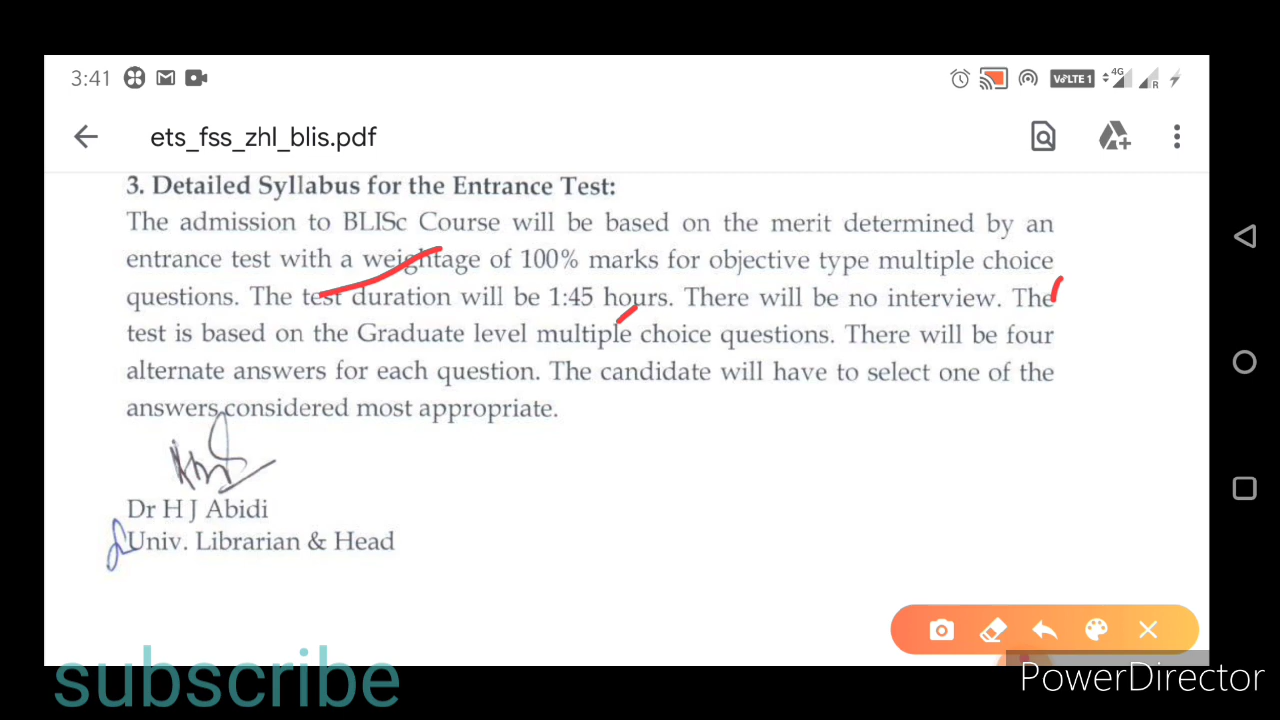 3:41
VoLTE 1
4G
R
ets_fss_zhl_blis.pdf
3. Detailed Syllabus for the Entrance Test:
The admission to BLISc Course will be based on the merit determined by an
entrance test with a weightage of 100% marks for objective type multiple choice
questions. The test duration will be 1:45 hours. There will be no interview. The
test is based on the Graduate level multiple choice questions. There will be four
alternate answers for each question. The candidate will have to select one of the
answers considered most appropriate.
Dr H J Abidi
Univ. Librarian & Head
subscribe
PowerDirector